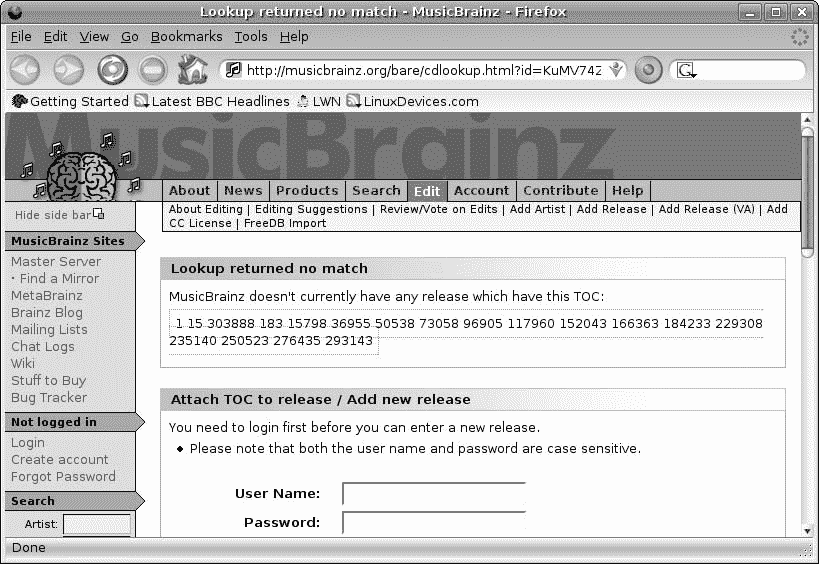 Lookup returned no match - MusicBrainz - Firefox
File Edit View Go Bookmarks Tools Help
http://musicbrainz.org/bare/cdlookup.html?id=KuMV74Z
G
Getting Started Latest BBC Headlines LWN LinuxDevices.com
MusicBrainz
About News Products Search Edit Account Contribute Help
Hide side bar
About Editing | Editing Suggestions | Review/Vote on Edits | Add Artist | Add Release | Add Release (VA) | Add
CC License | FreeDB Import
MusicBrainz Sites
Master Server
· Find a Mirror
MetaBrainz
Brainz Blog
Mailing Lists
Chat Logs
Wiki
Stuff to Buy
Bug Tracker
Not logged in
Login
Create account
Forgot Password
Search
Artist:
Lookup returned no match
MusicBrainz doesn't currently have any release which have this TOC:
1 15 303888 183 15798 36955 50538 73058 96905 117960 152043 166363 184233 229308
235140 250523 276435 293143
Attach TOC to release / Add new release
You need to login first before you can enter a new release.
• Please note that both the user name and password are case sensitive.
User Name:
Password:
Done